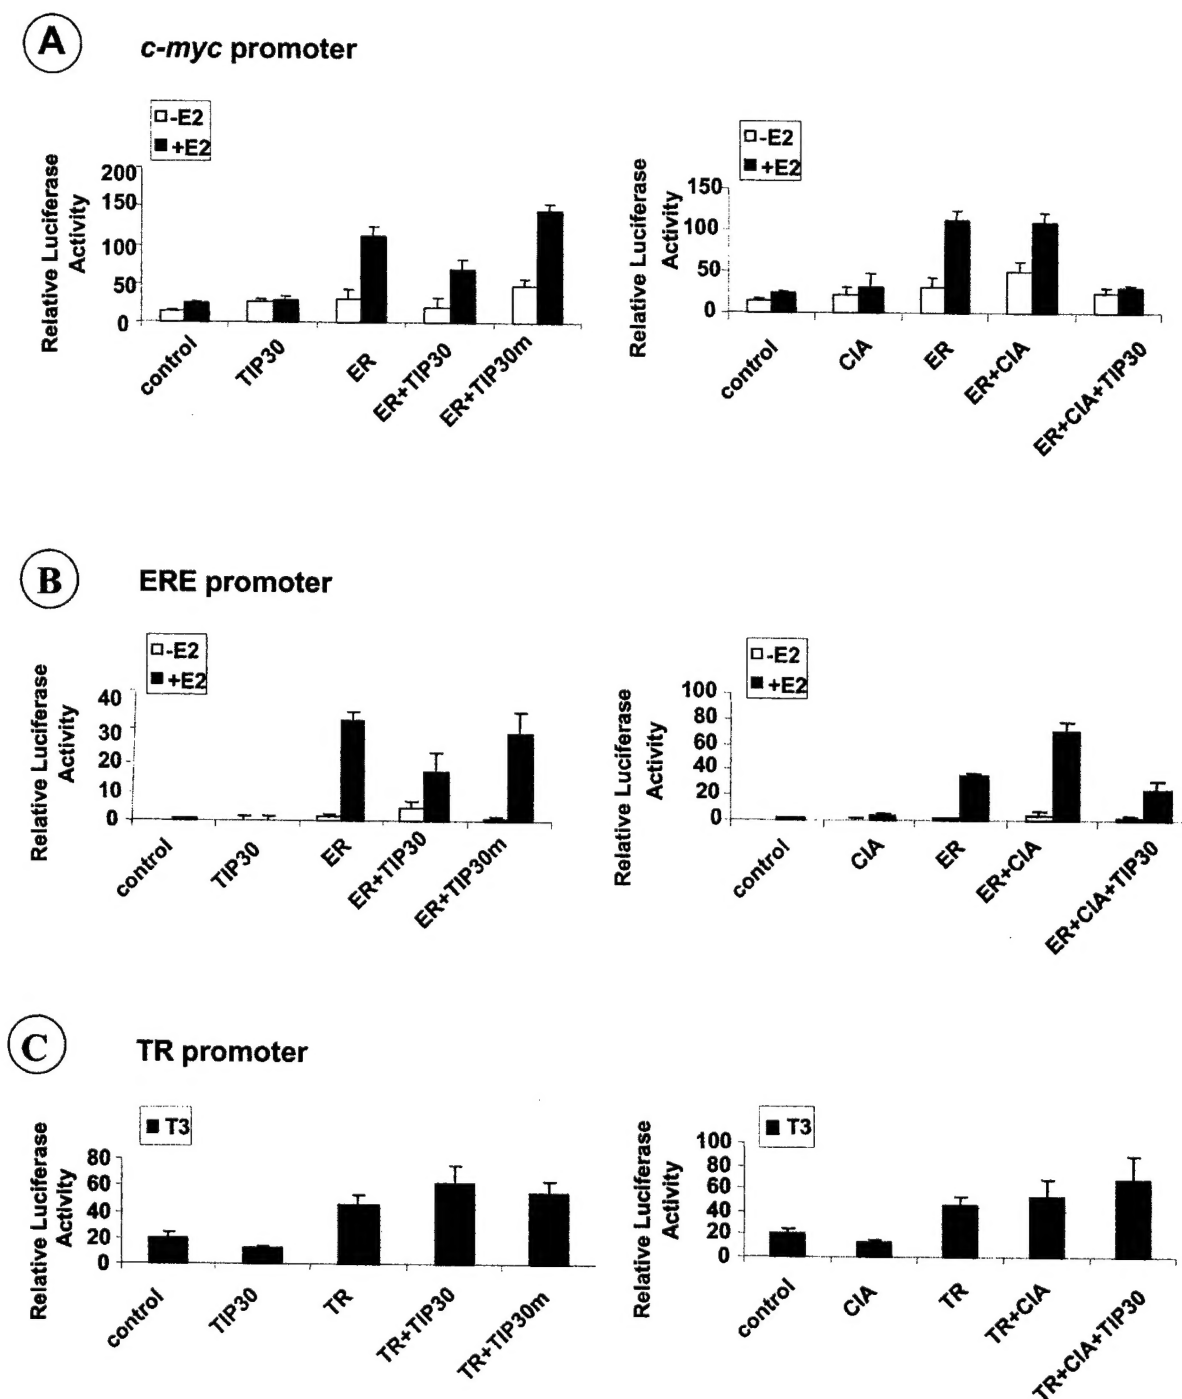 A
c-myc promoter
-E2
+E2
Relative Luciferase
Activity
200
150
100
50
0
control
TIP30
ER
ER+TIP30
ER+TIP30m
-E2
+E2
Relative Luciferase
Activity
150
100
50
0
control
CIA
ER
ER+CIA
ER+CIA+TIP30
B
ERE promoter
-E2
+E2
Relative Luciferase
Activity
40
30
20
10
0
control
TIP30
ER
ER+TIP30
ER+TIP30m
-E2
+E2
Relative Luciferase
Activity
100
80
60
40
20
0
control
CIA
ER
ER+CIA
ER+CIA+TIP30
C
TR promoter
T3
Relative Luciferase
Activity
80
60
40
20
0
control
TIP30
TR
TR+TIP30
TR+TIP30m
T3
Relative Luciferase
Activity
100
80
60
40
20
0
control
CIA
TR
TR+CIA
TR+CIA+TIP30